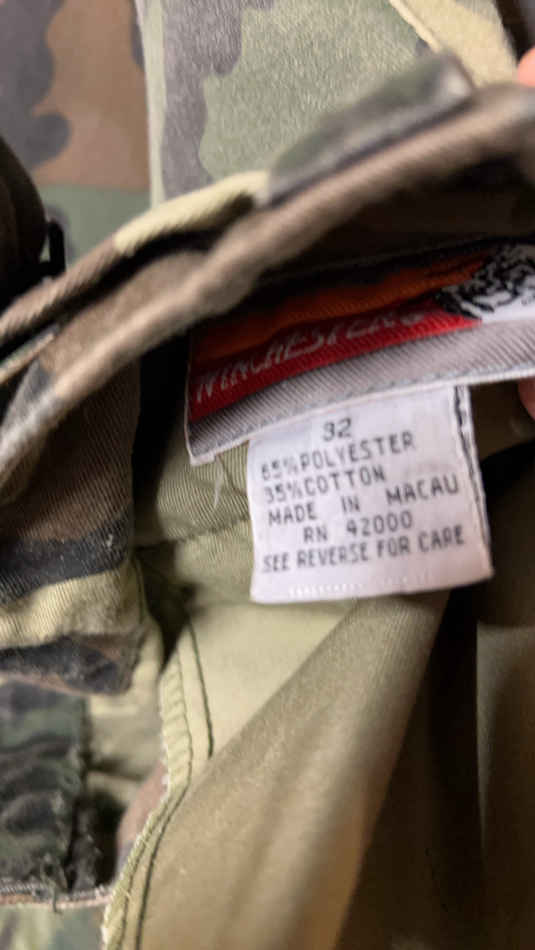 WINCHESTER
32
65%POLYESTER
35%COTTON
MADE IN MACAU
RN 42000
SEE REVERSE FOR CARE